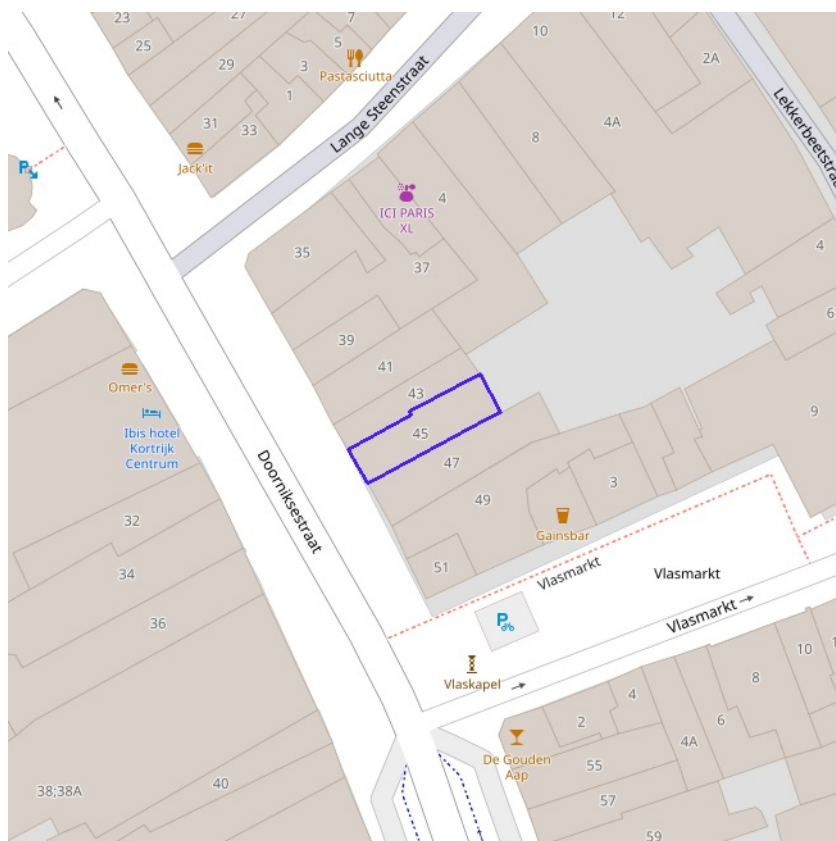 23
27
7
10
12
25
5
2A
29
3
Pastasciutta
1
Lange Steenstraat
4A
31
33
8
Lekkerbeetstraat
Jack'it
P
ICI PARIS
XL
4
35
37
4
6
39
41
Omer's
43
Ibis hotel
Kortrijk
Centrum
45
9
47
Doorniksestraat
49
3
32
Gainsbar
34
51
Vlasmarkt
Vlasmarkt
36
P
Vlasmarkt
Vlaskapel
10
8
4
6
2
4A
De Gouden
Aap
55
38;38A
40
57
59